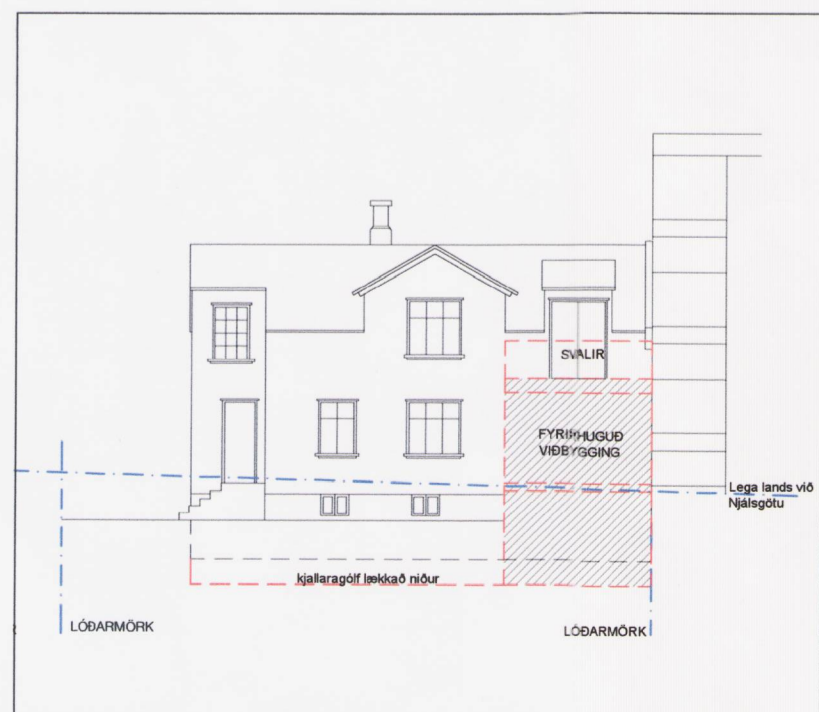 SVALIR
FYRIRHUGUÐ
VIÐBYGGING
Lega lands við
Njálsgötu
kjallaragólf lækkað niður
LÓÐARMÖRK
LÓÐARMÖRK